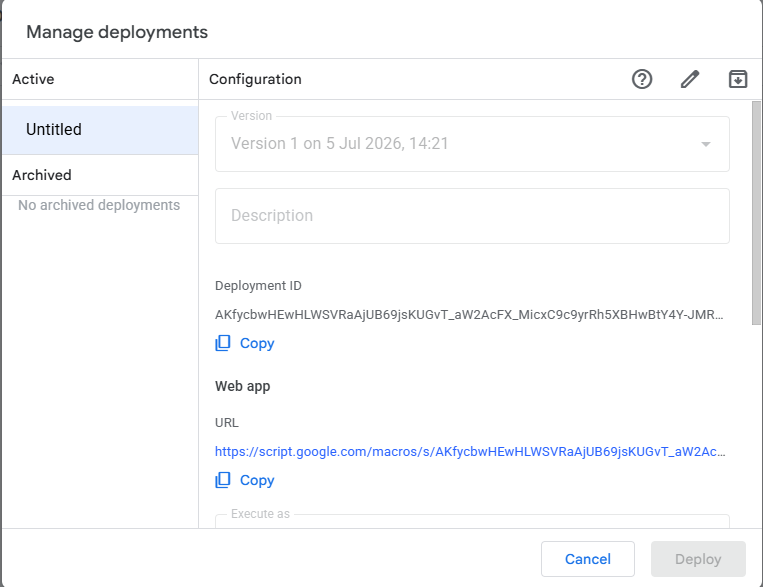 Manage deployments
Active
Configuration
Untitled
Version
Version 1 on 5 Jul 2026, 14:21
Archived
No archived deployments
Description
Deployment ID
AKfycbwHEwHLWSVRaAjUB69jsKUGvT_aW2AcFX_MicxC9c9yrRh5XBHwBtY4Y-JMR...
Copy
Web app
URL
https://script.google.com/macros/s/AKfycbwHEwHLWSVRaAjUB69jsKUGvT_aW2Ac...
Copy
Execute as
Cancel
Deploy